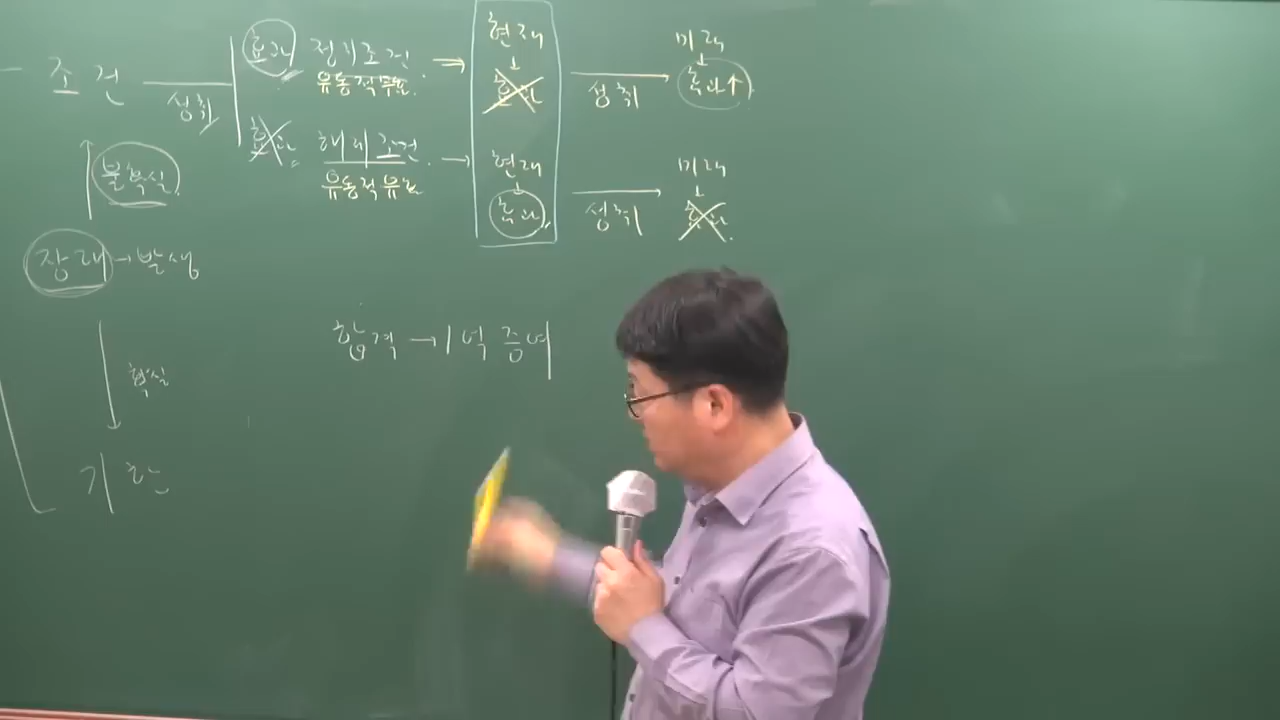 조건
성취
효과
정지조건
유동적무효
현재
효과
성취
미래
효과↑
효과
해제조건
유동적유효
현재
효과
성취
미래
효과
불확실
장래→발생
합격→1억 증여
확실
기한